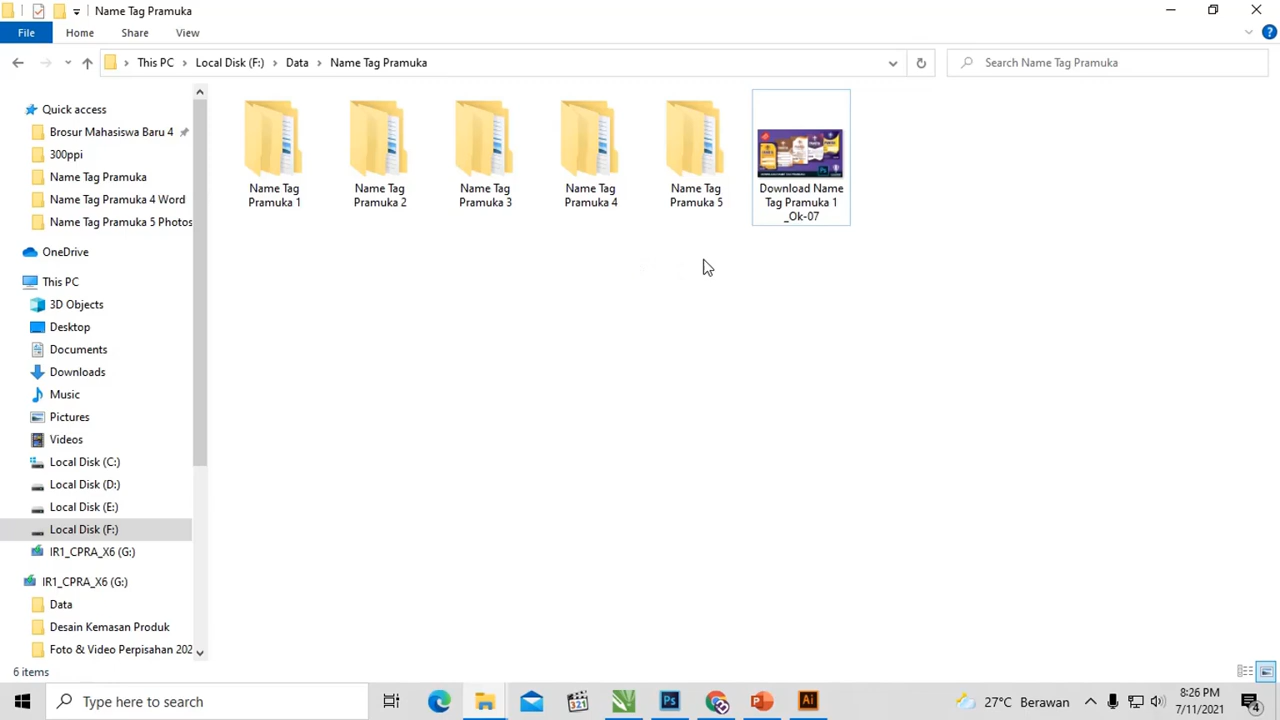 Name Tag Pramuka
File Home Share View
This PC Local Disk (F:) Data Name Tag Pramuka
Search Name Tag Pramuka
Quick access
Brosur Mahasiswa Baru 4
300ppi
Name Tag Pramuka
Name Tag Pramuka 4 Word
Name Tag Pramuka 5 Photos
OneDrive
This PC
3D Objects
Desktop
Documents
Downloads
Music
Pictures
Videos
Local Disk (C:)
Local Disk (D:)
Local Disk (E:)
Local Disk (F:)
IR1_CPRA_X6 (G:)
IR1_CPRA_X6 (G:)
Data
Desain Kemasan Produk
Foto & Video Perpisahan 202
Name Tag
Pramuka 1
Name Tag
Pramuka 2
Name Tag
Pramuka 3
Name Tag
Pramuka 4
Name Tag
Pramuka 5
Download Name
Tag Pramuka 1
_Ok-07
6 items
Type here to search
321
Ps
Ai
27°C Berawan
8:26 PM
7/11/2021
4